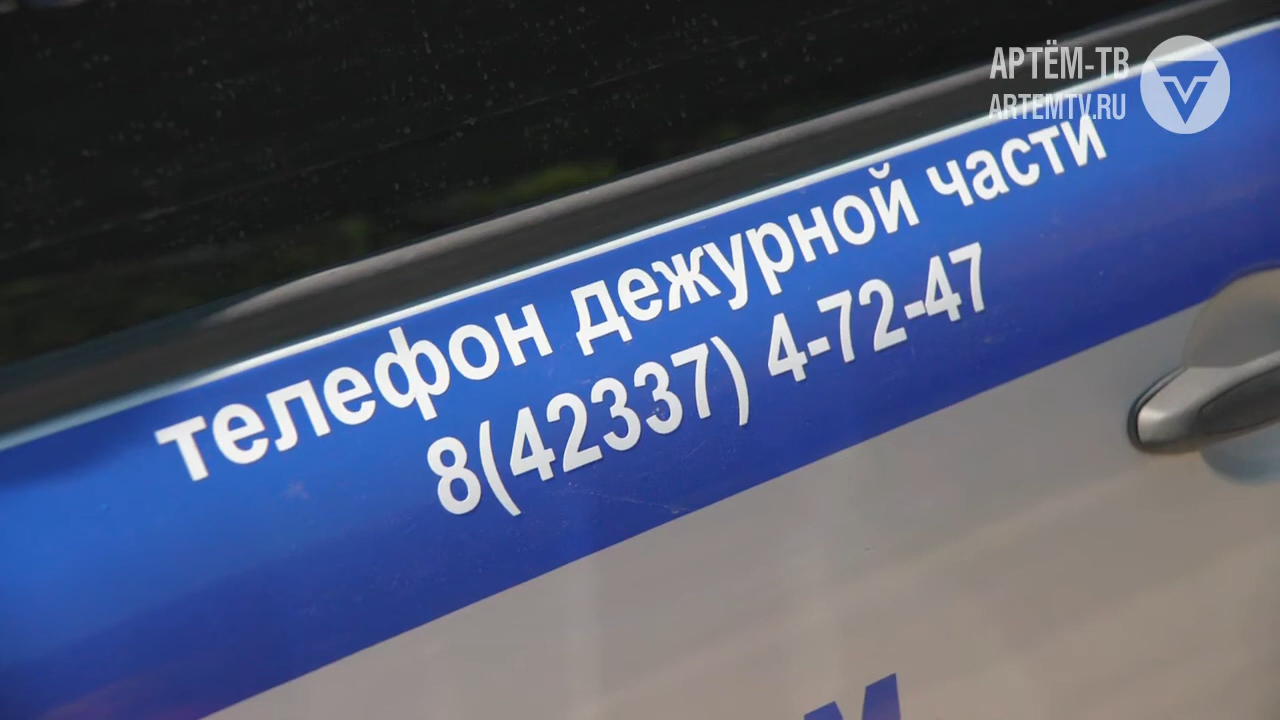 АРТЁМ-ТВ
ARTEMTV.RU
телефон дежурной части
8(42337) 4-72-47